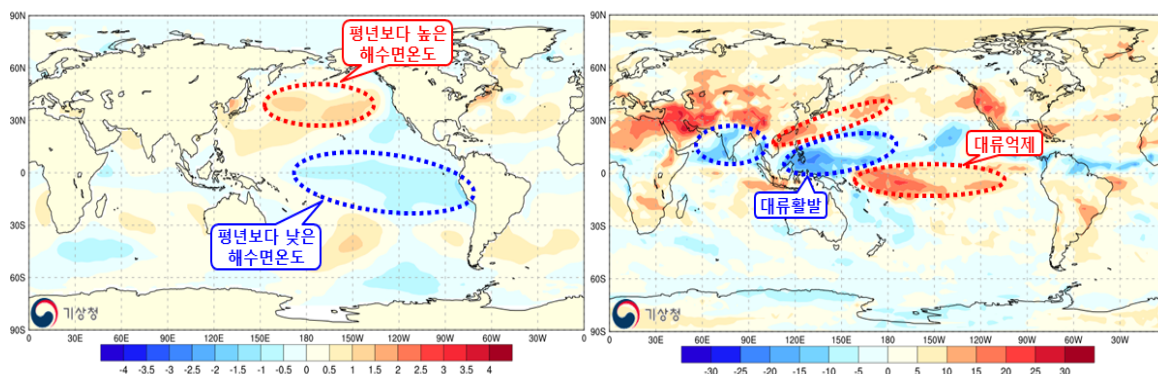 평년보다 높은
해수면온도
평년보다 낮은
해수면온도
기상청
90N
60N
30N
0
30S
60S
90S
0
30E
60E
90E
120E
150E
180
150W
120W
90W
60W
30W
0
-4
-3.5
-3
-2.5
-2
-1.5
-1
-0.5
0
0.5
1
1.5
2
2.5
3
3.5
4
대류억제
대류활발
기상청
90N
60N
30N
0
30S
60S
90S
0
30E
60E
90E
120E
150E
180
150W
120W
90W
60W
30W
0
-30
-25
-20
-15
-10
-5
0
5
10
15
20
25
30